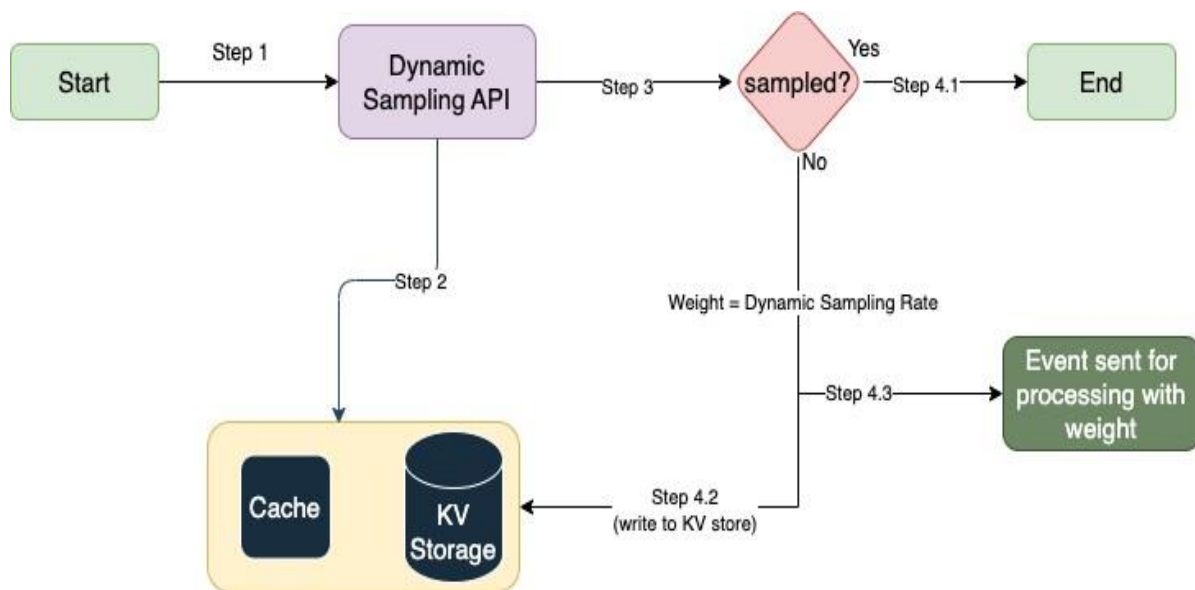 Start
Step 1
Dynamic
Sampling API
Step 3
sampled?
Yes
Step 4.1
End
No
Step 2
Weight = Dynamic Sampling Rate
Step 4.3
Event sent for
processing with
weight
Cache
KV
Storage
Step 4.2
(write to KV store)